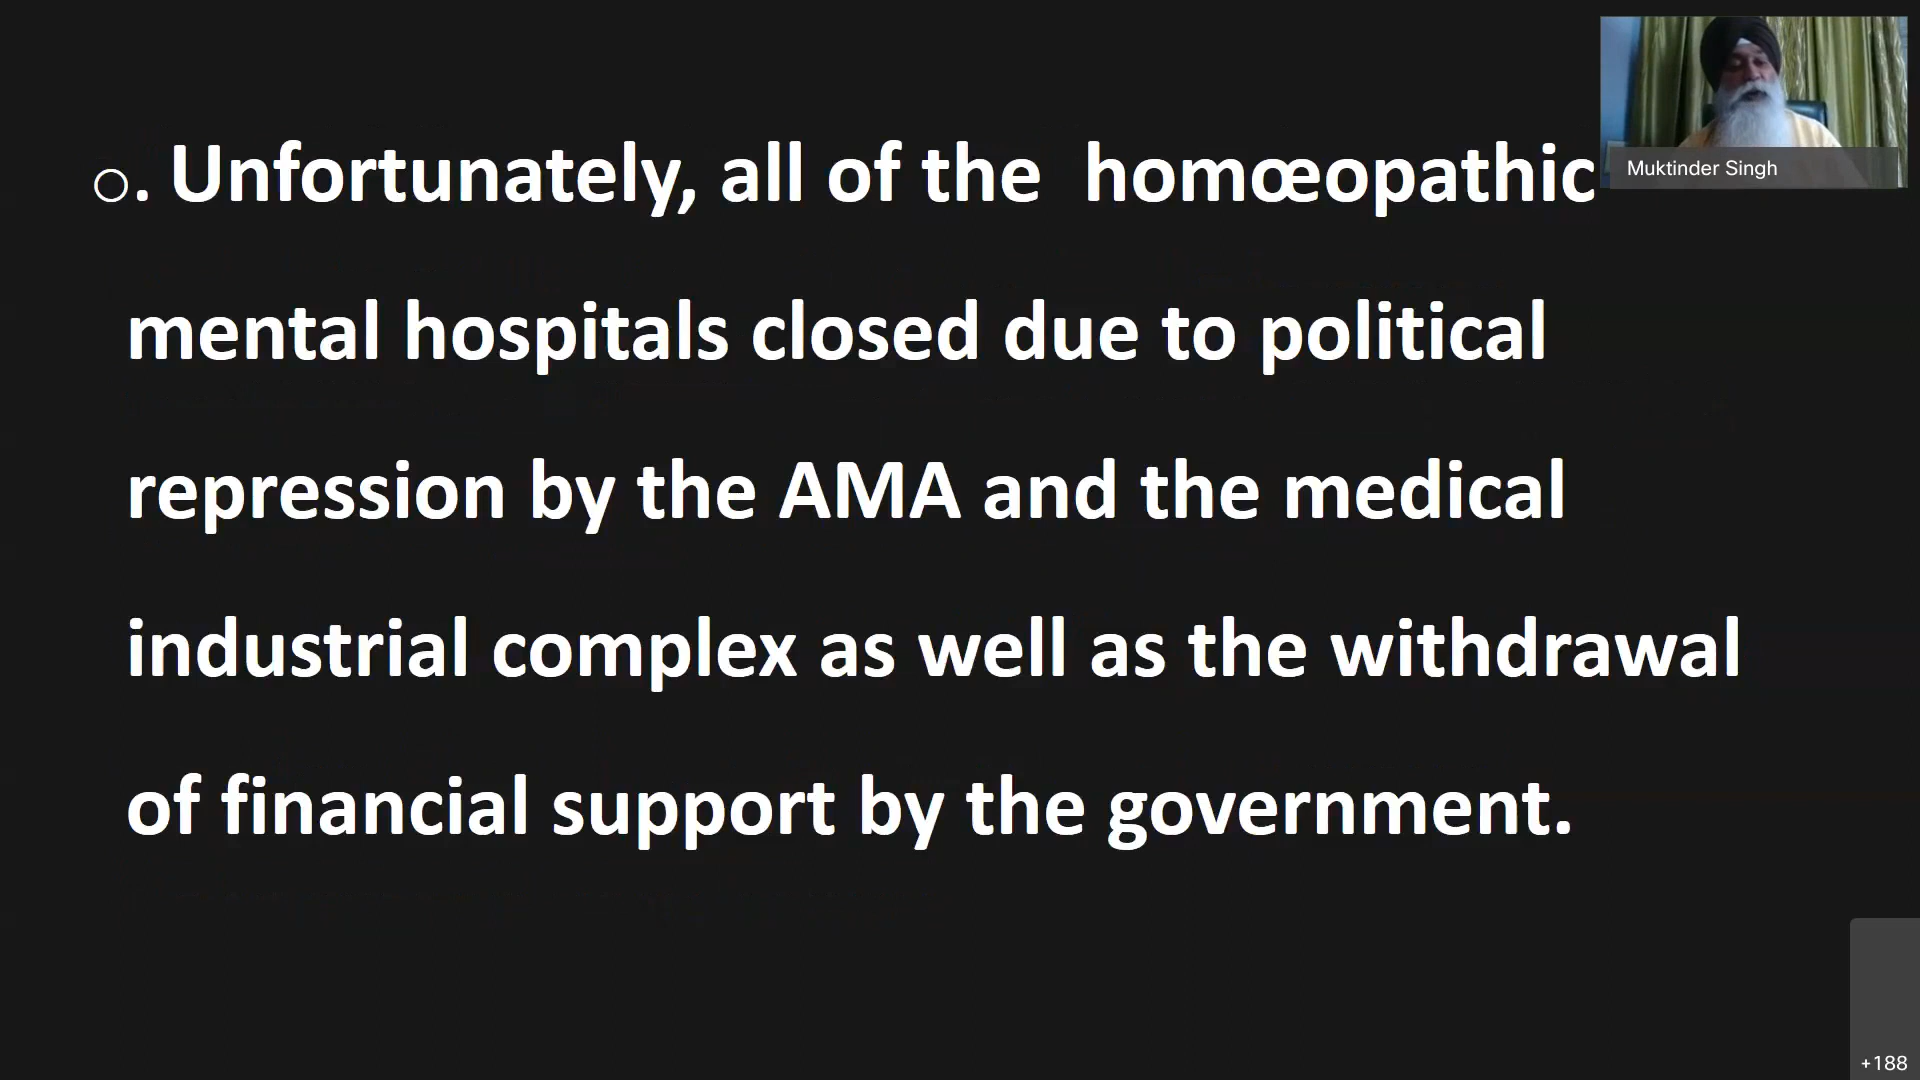 ○. Unfortunately, all of the homœopathic
mental hospitals closed due to political
repression by the AMA and the medical
industrial complex as well as the withdrawal
of financial support by the government.
Muktinder Singh
+188